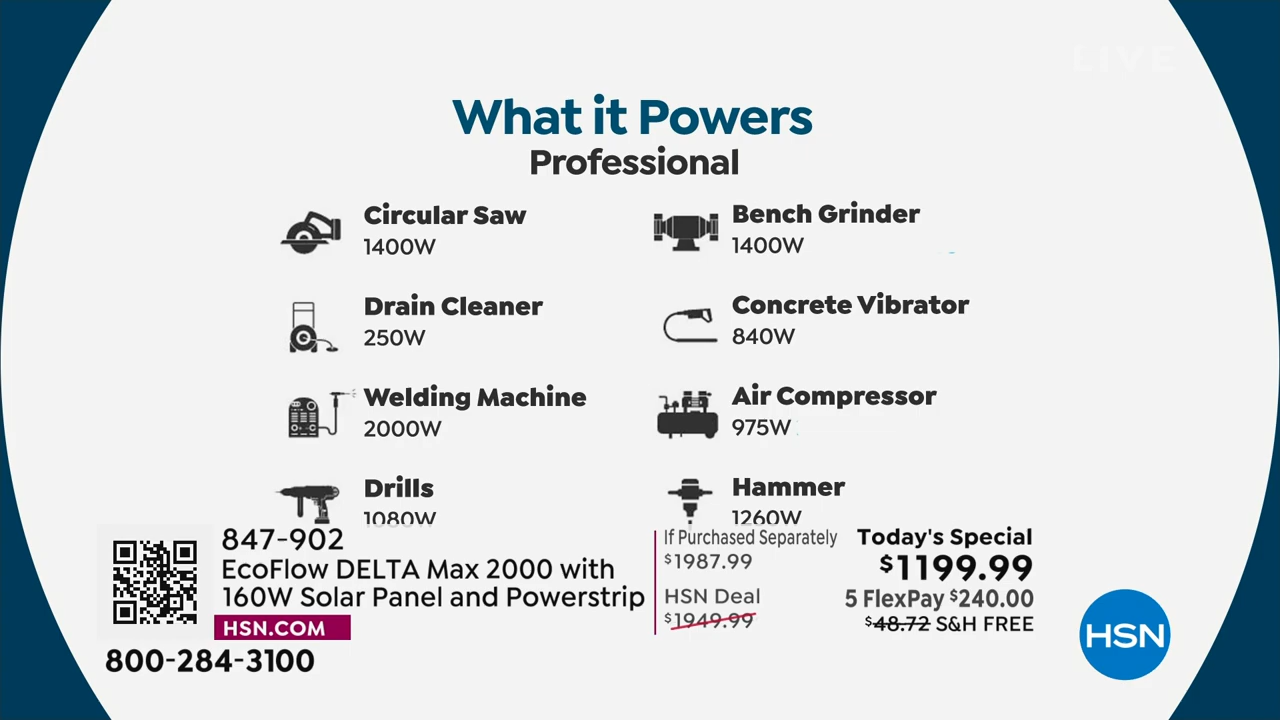 LIVE
What it Powers
Professional
Circular Saw
1400W
Bench Grinder
1400W
Drain Cleaner
250W
Concrete Vibrator
840W
Welding Machine
2000W
Air Compressor
975W
Drills
1080W
Hammer
1260W
847-902
EcoFlow DELTA Max 2000 with
160W Solar Panel and Powerstrip
HSN.COM
800-284-3100
If Purchased Separately
$1987.99
HSN Deal
$1949.99
Today's Special
$1199.99
5 FlexPay $240.00
$48.72 S&H FREE
HSN